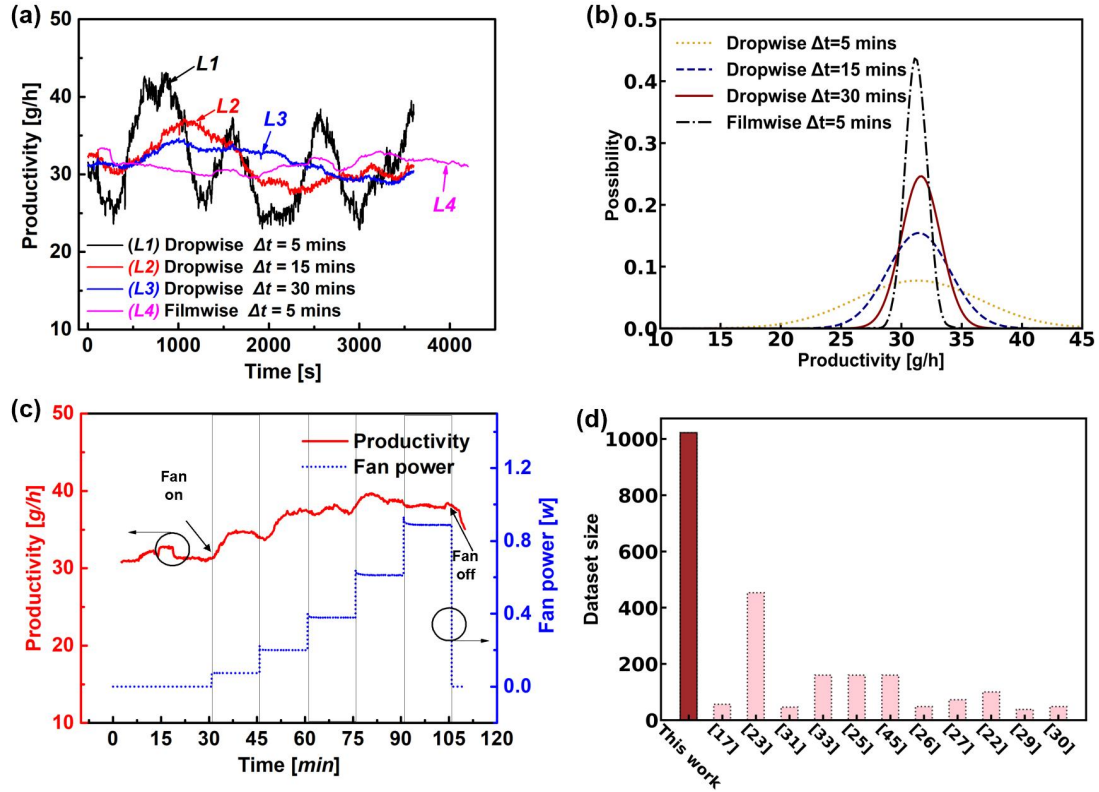 (a)
50
40
30
20
10
Productivity [g/h]
L1
L2
L3
L4
(L1) Dropwise Δt = 5 mins
(L2) Dropwise Δt = 15 mins
(L3) Dropwise Δt = 30 mins
(L4) Filmwise Δt = 5 mins
0 1000 2000 3000 4000
Time [s]
(b)
0.5
0.4
0.3
0.2
0.1
0.0
Possibility
Dropwise Δt=5 mins
Dropwise Δt=15 mins
Dropwise Δt=30 mins
Filmwise Δt=5 mins
10 15 20 25 30 35 40 45
Productivity [g/h]
(c)
50
40
30
20
10
Productivity [g/h]
Productivity
Fan power
Fan
on
Fan
off
1.2
0.8
0.4
0.0
Fan power [w]
0 15 30 45 60 75 90 105 120
Time [min]
(d)
1000
800
600
400
200
0
Dataset size
This work
[17]
[23]
[31]
[33]
[25]
[45]
[26]
[27]
[22]
[29]
[30]